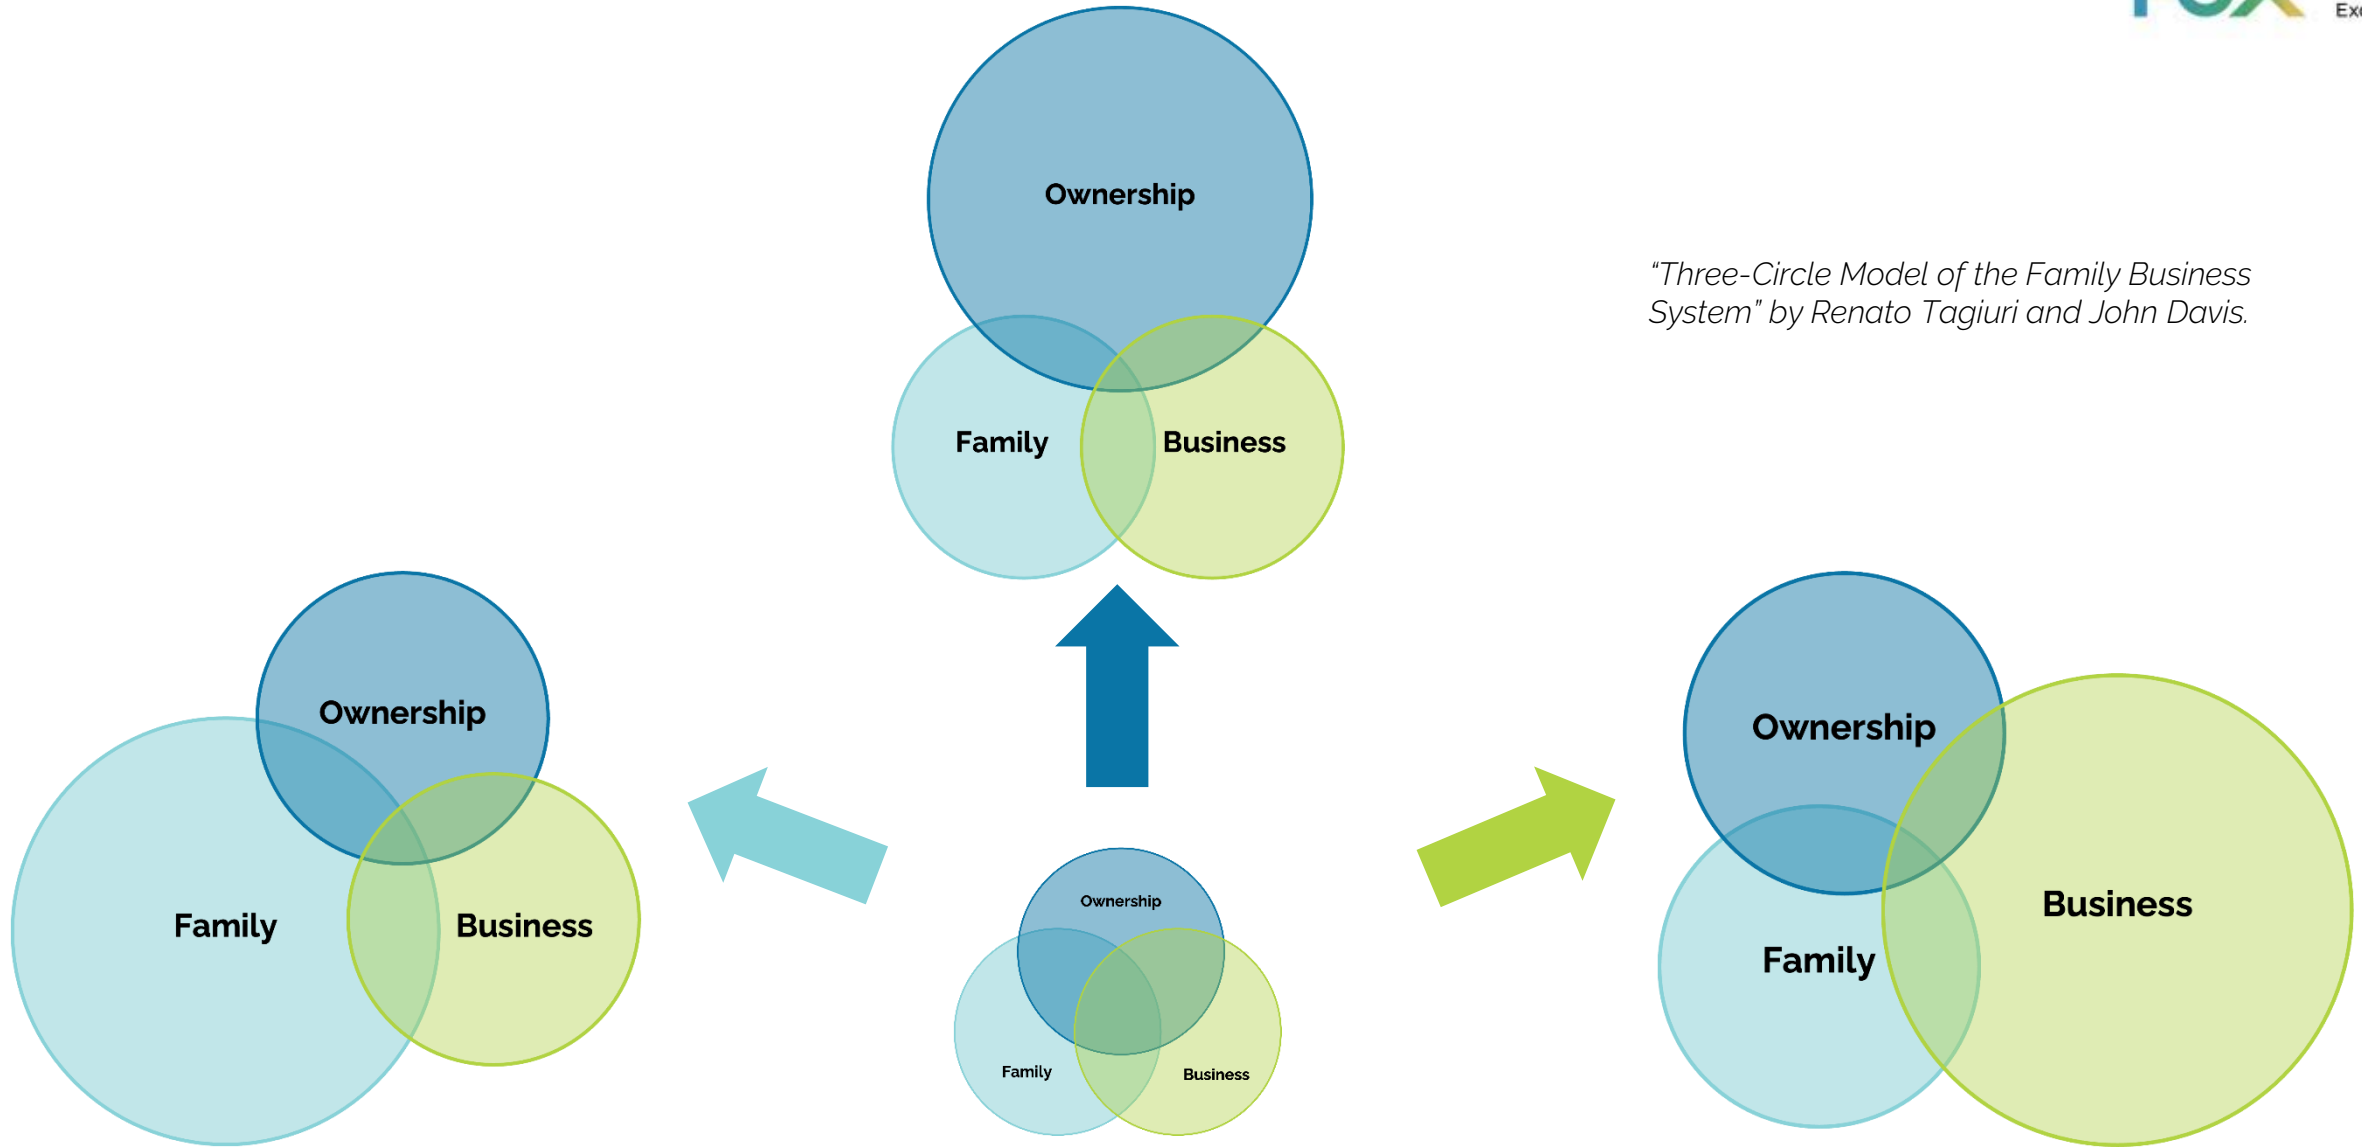 Ownership
Family
Business
“Three-Circle Model of the Family Business
System” by Renato Tagiuri and John Davis.
Ownership
Family
Business
Ownership
Family
Business
Ownership
Business
Family